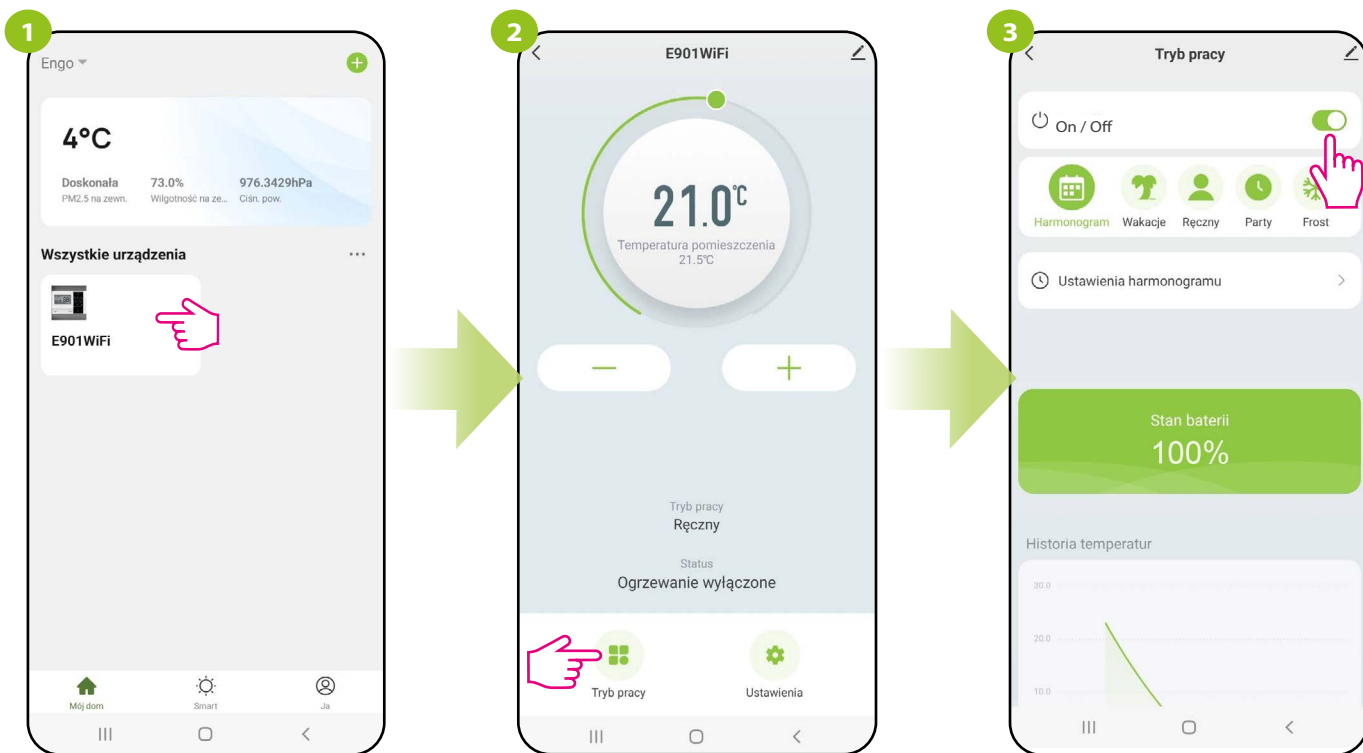 1
Engo
4°C
Doskonała 73.0% 976.3429hPa
PM2.5 na zewn. Wilgotność na ze... Ciśn. pow.
Wszystkie urządzenia
E901WiFi
Mój dom Smart Ja
2
E901WiFi
21.0°C
Temperatura pomieszczenia
21.5°C
Tryb pracy
Ręczny
Status
Ogrzewanie wyłączone
Tryb pracy Ustawienia
3
Tryb pracy
On / Off
Harmonogram Wakacje Ręczny Party Frost
Ustawienia harmonogramu
Stan baterii
100%
Historia temperatur
30.0
20.0
10.0